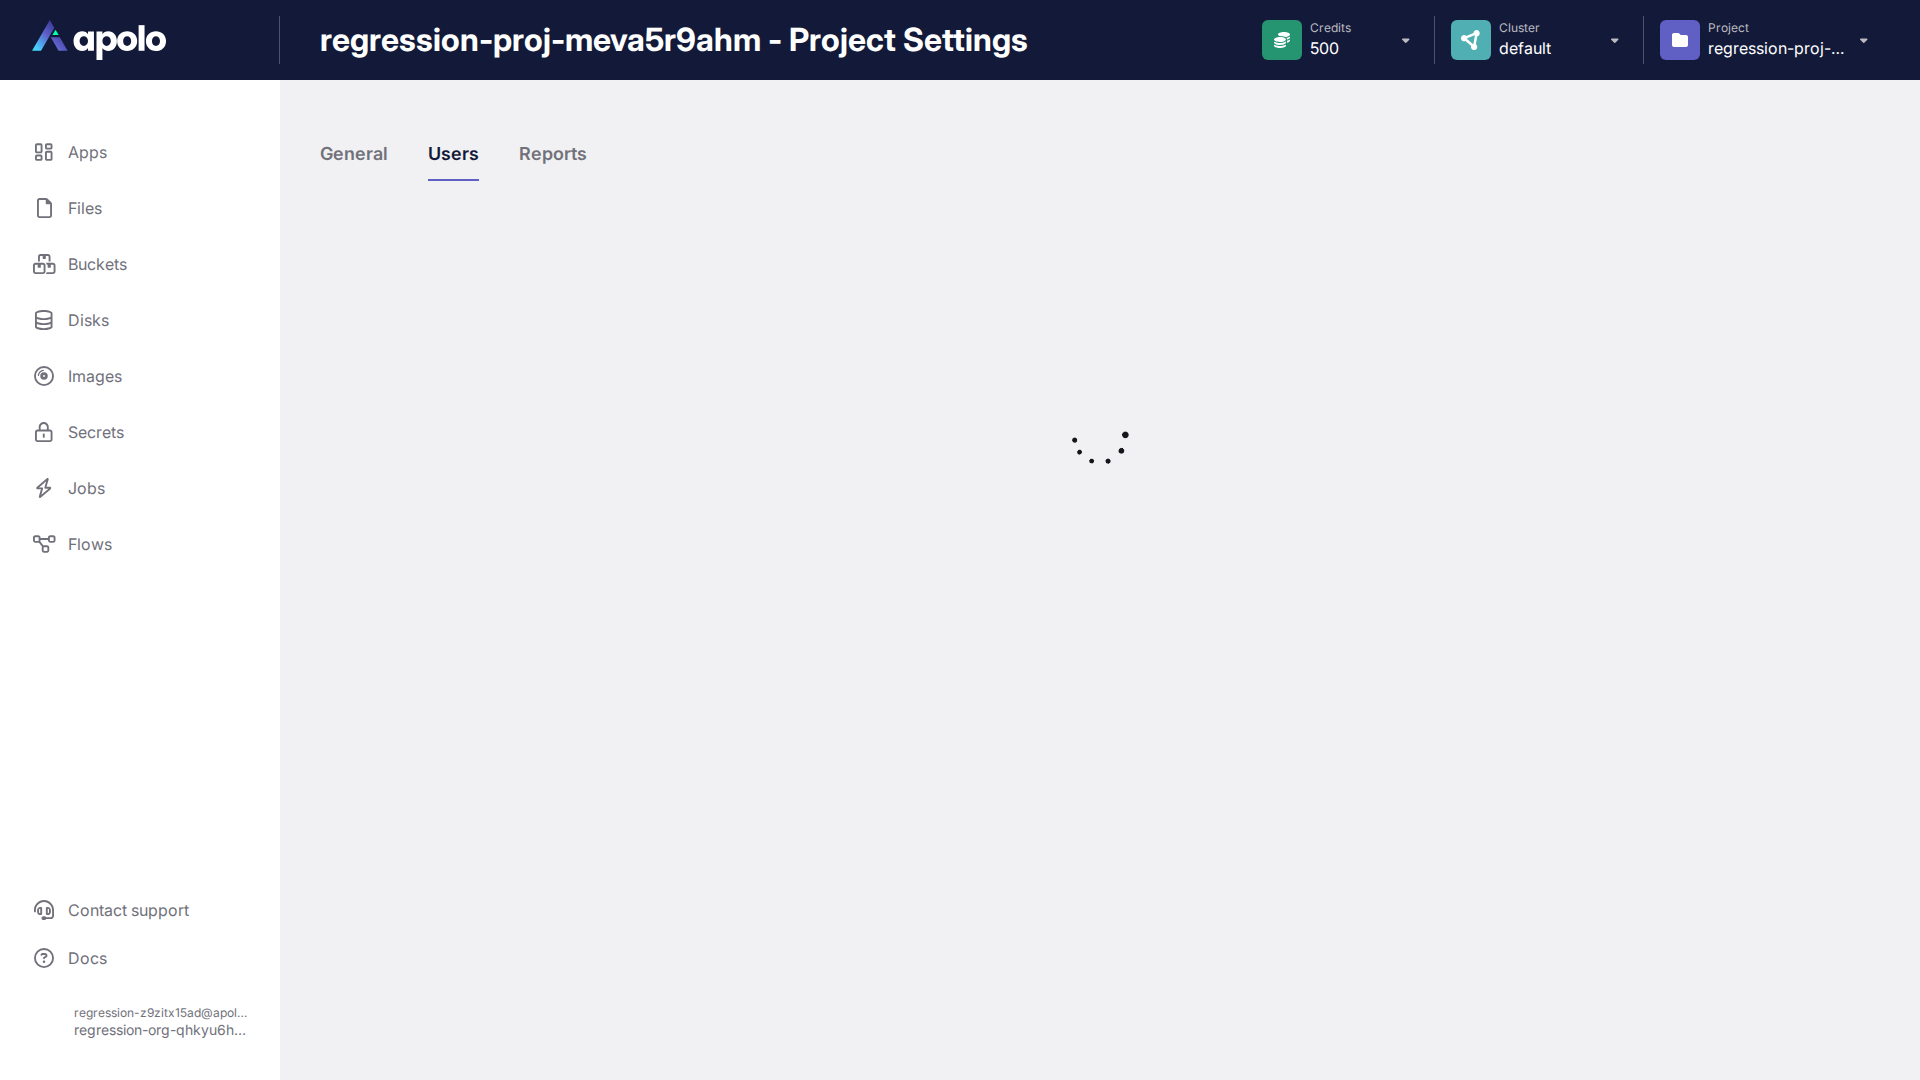 apolo
regression-proj-meva5r9ahm - Project Settings
Credits
500
Cluster
default
Project
regression-proj-...
Apps
Files
Buckets
Disks
Images
Secrets
Jobs
Flows
General
Users
Reports
Contact support
Docs
regression-z9zitx15ad@apol...
regression-org-qhkyu6h...